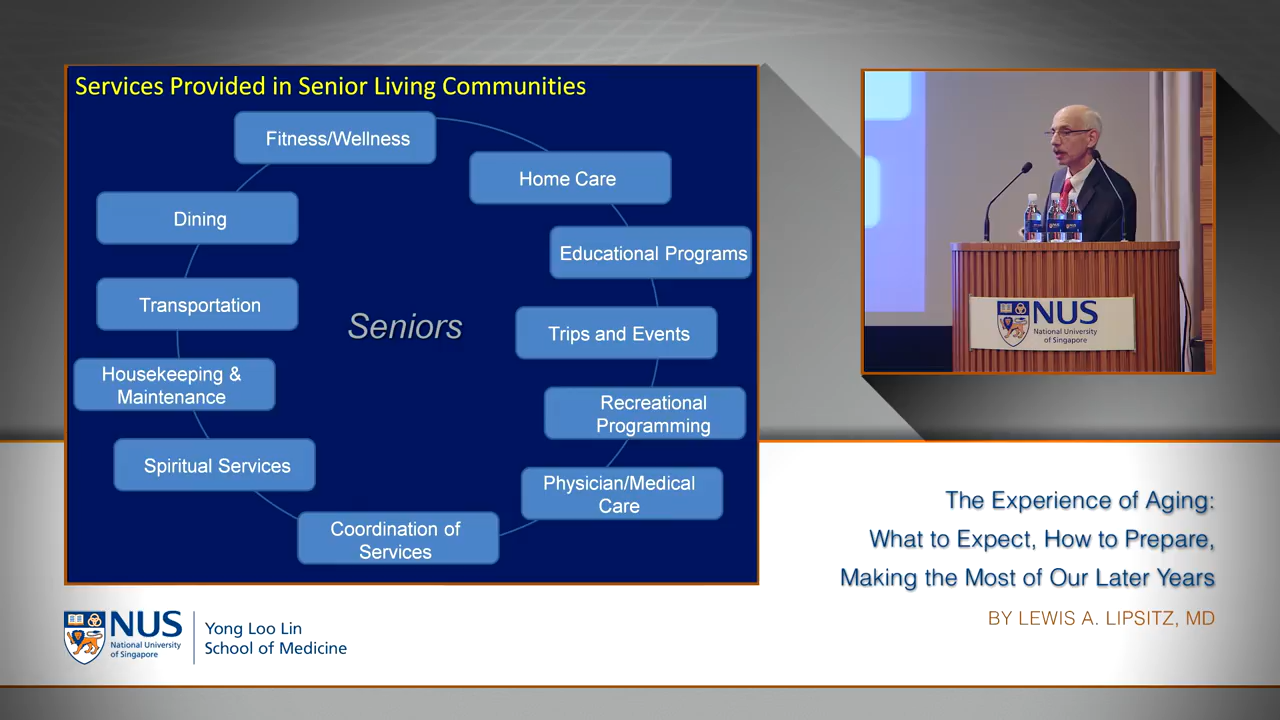 Services Provided in Senior Living Communities
Fitness/Wellness
Home Care
Dining
Educational Programs
Transportation
Seniors
Trips and Events
Housekeeping &
Maintenance
Recreational
Programming
Spiritual Services
Physician/Medical
Care
Coordination of
Services
NUS
National University
of Singapore
The Experience of Aging:
What to Expect, How to Prepare,
Making the Most of Our Later Years
BY LEWIS A. LIPSITZ, MD
NUS
National University
of Singapore
Yong Loo Lin
School of Medicine